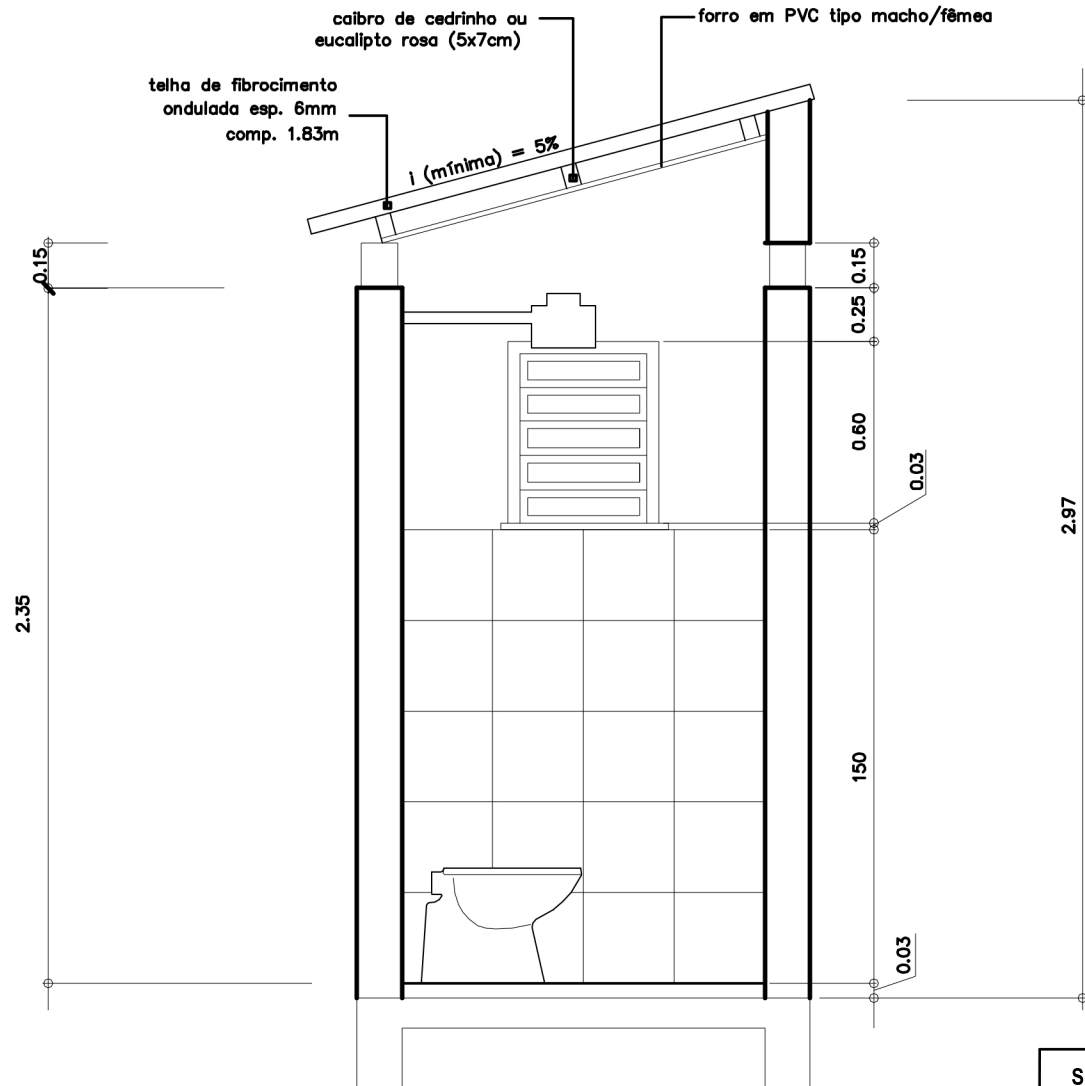 caibro de cedrinho ou
eucalipto rosa (5x7cm)
forro em PVC tipo macho/fêmea
telha de fibrocimento
ondulada esp. 6mm
comp. 1.83m
i (mínima) = 5%
0.15
2.35
0.15
0.25
0.60
0.03
150
0.03
2.97
S